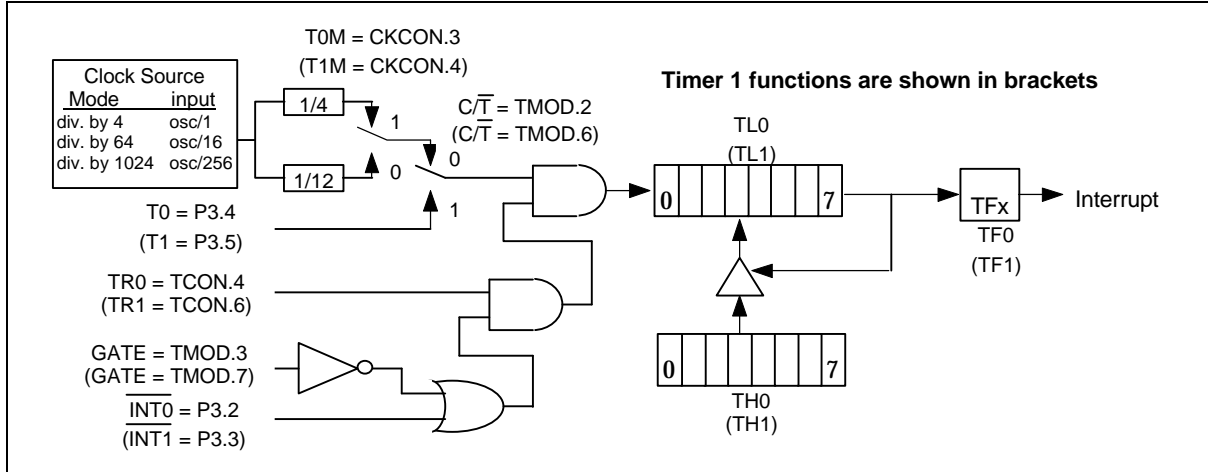 T0M = CKCON.3
(T1M = CKCON.4)
Timer 1 functions are shown in brackets
Clock Source
Mode input
div. by 4 osc/1
div. by 64 osc/16
div. by 1024 osc/256
1/4
1
0
1/12
C/T̅ = TMOD.2
(C/T̅ = TMOD.6)
0
1
T0 = P3.4
(T1 = P3.5)
TL0
(TL1)
0 7
TFx
TF0
(TF1)
Interrupt
TR0 = TCON.4
(TR1 = TCON.6)
GATE = TMOD.3
(GATE = TMOD.7)
I̅N̅T̅0̅ = P3.2
(I̅N̅T̅1̅ = P3.3)
0 7
TH0
(TH1)